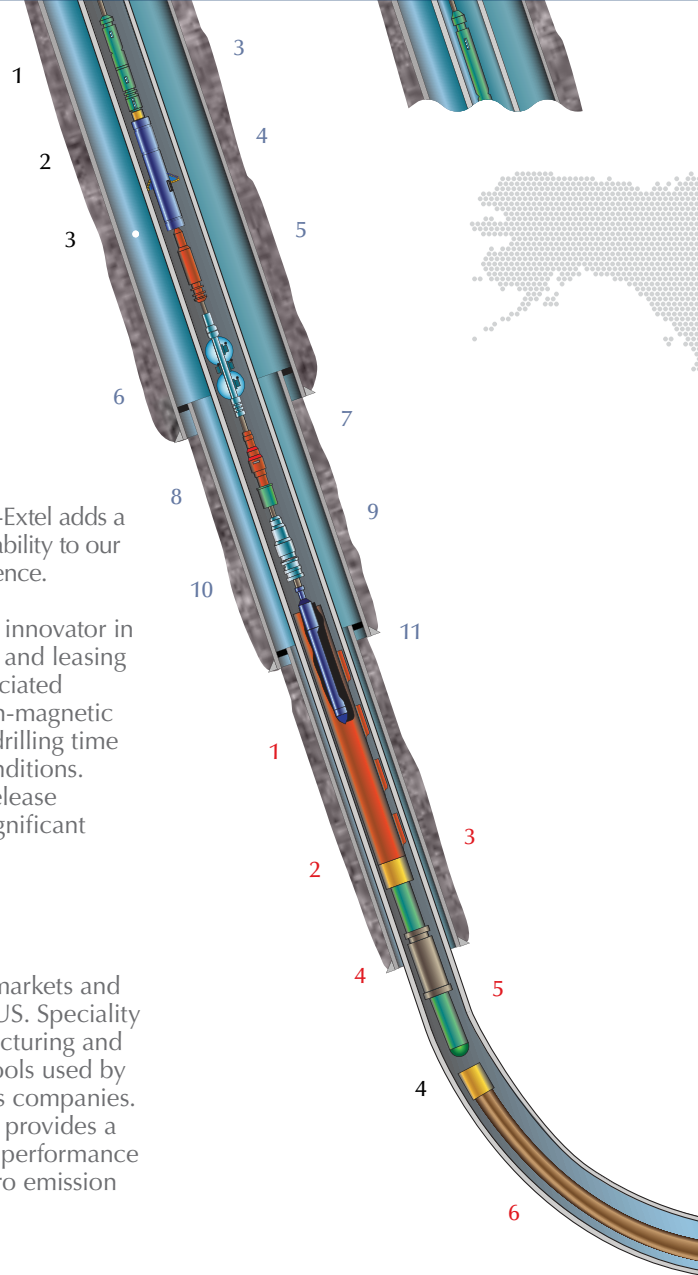 3
1
4
2
5
3
6
7
8
9
10
11
-Extel adds a
ability to our
ence.
innovator in
and leasing
ciated
n-magnetic
drilling time
nditions.
elease
gnificant
1
3
2
4
5
markets and
US. Speciality
cturing and
ools used by
s companies.
provides a
performance
ro emission
4
6